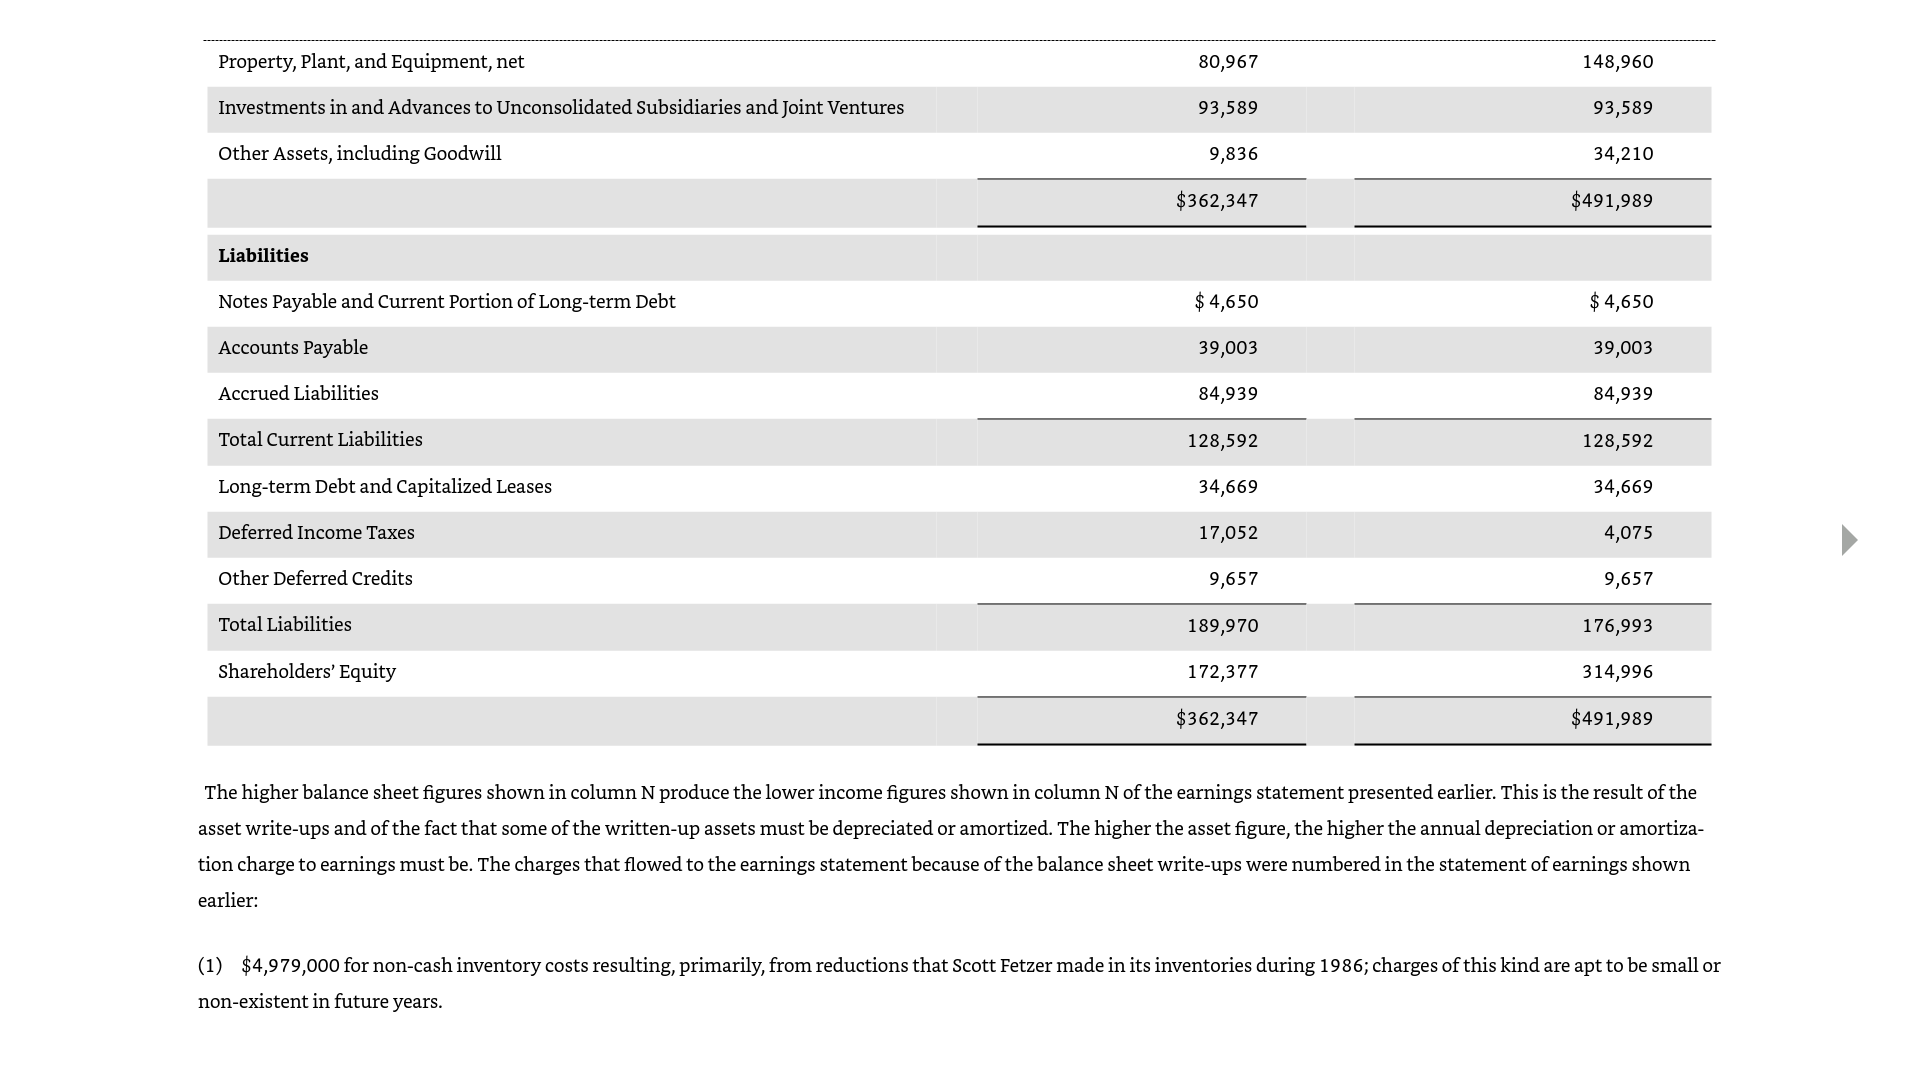 Property, Plant, and Equipment, net 80,967 148,960
Investments in and Advances to Unconsolidated Subsidiaries and Joint Ventures 93,589 93,589
Other Assets, including Goodwill 9,836 34,210
$362,347 $491,989
Liabilities
Notes Payable and Current Portion of Long-term Debt $ 4,650 $ 4,650
Accounts Payable 39,003 39,003
Accrued Liabilities 84,939 84,939
Total Current Liabilities 128,592 128,592
Long-term Debt and Capitalized Leases 34,669 34,669
Deferred Income Taxes 17,052 4,075
Other Deferred Credits 9,657 9,657
Total Liabilities 189,970 176,993
Shareholders’ Equity 172,377 314,996
$362,347 $491,989
The higher balance sheet figures shown in column N produce the lower income figures shown in column N of the earnings statement presented earlier. This is the result of the
asset write-ups and of the fact that some of the written-up assets must be depreciated or amortized. The higher the asset figure, the higher the annual depreciation or amortiza-
tion charge to earnings must be. The charges that flowed to the earnings statement because of the balance sheet write-ups were numbered in the statement of earnings shown
earlier:
(1) $4,979,000 for non-cash inventory costs resulting, primarily, from reductions that Scott Fetzer made in its inventories during 1986; charges of this kind are apt to be small or
non-existent in future years.